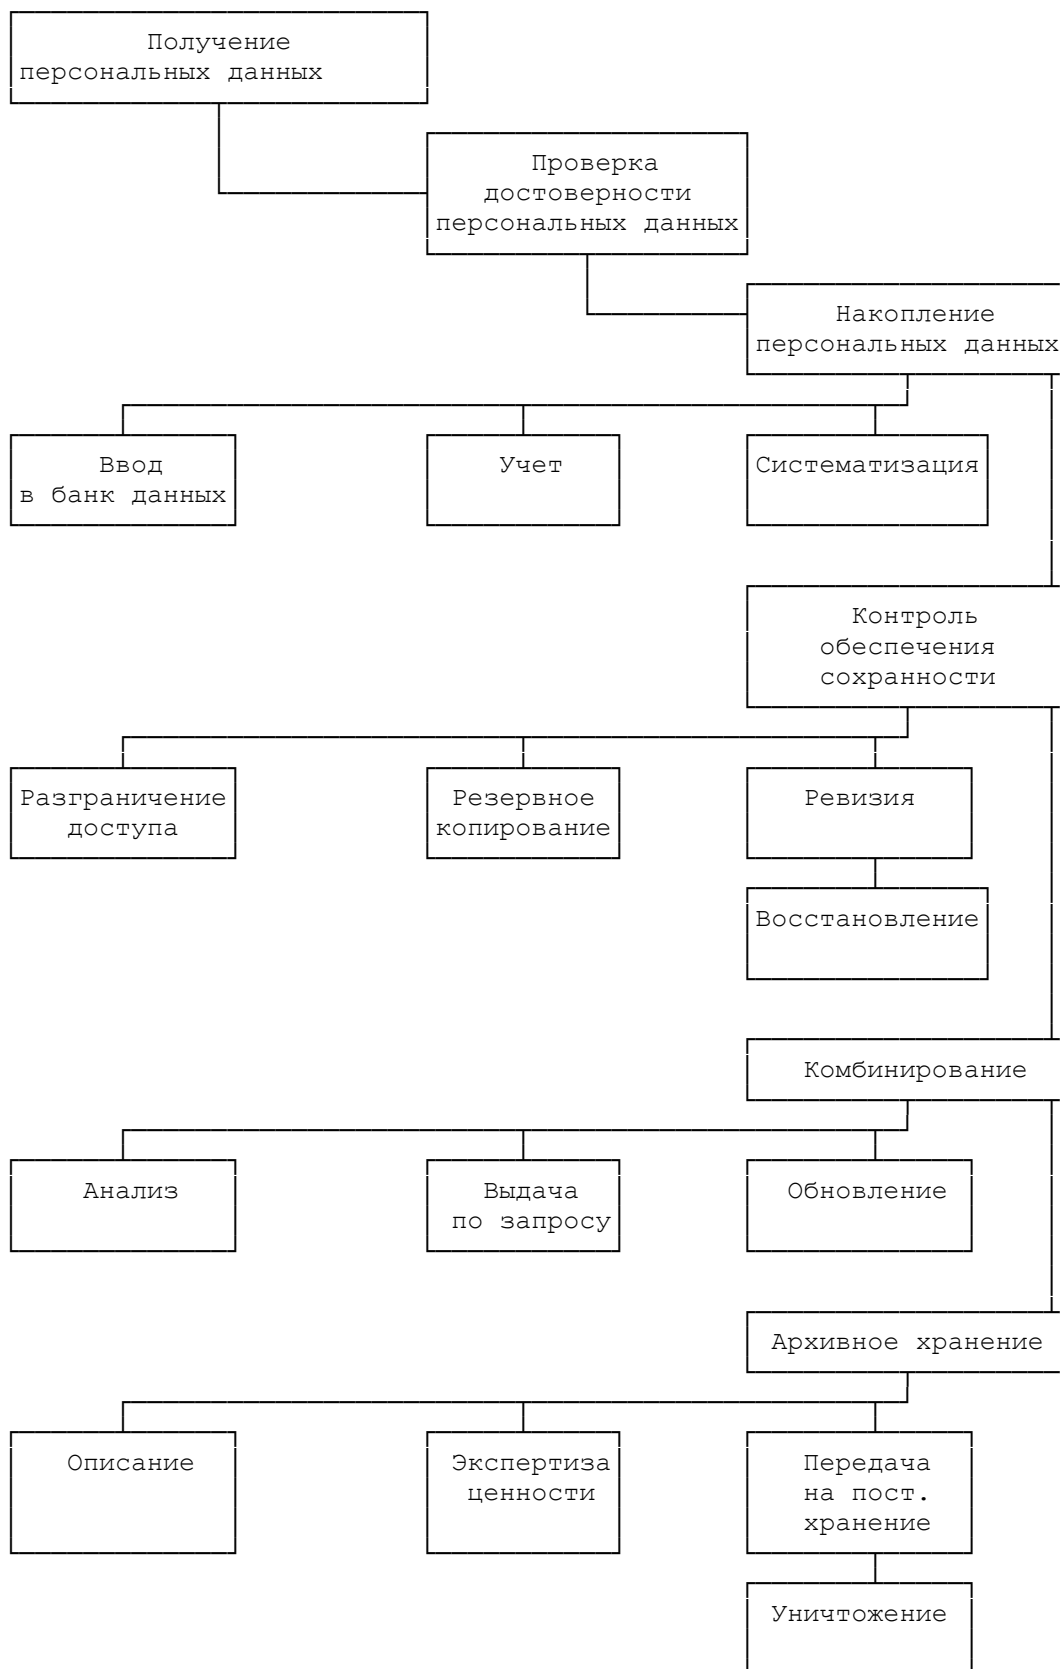 Получение
персональных данных
Проверка
достоверности
персональных данных
Накопление
персональных данных
Ввод
в банк данных
Учет
Систематизация
Контроль
обеспечения
сохранности
Разграничение
доступа
Резервное
копирование
Ревизия
Восстановление
Комбинирование
Анализ
Выдача
по запросу
Обновление
Архивное хранение
Описание
Экспертиза
ценности
Передача
на пост.
хранение
Уничтожение